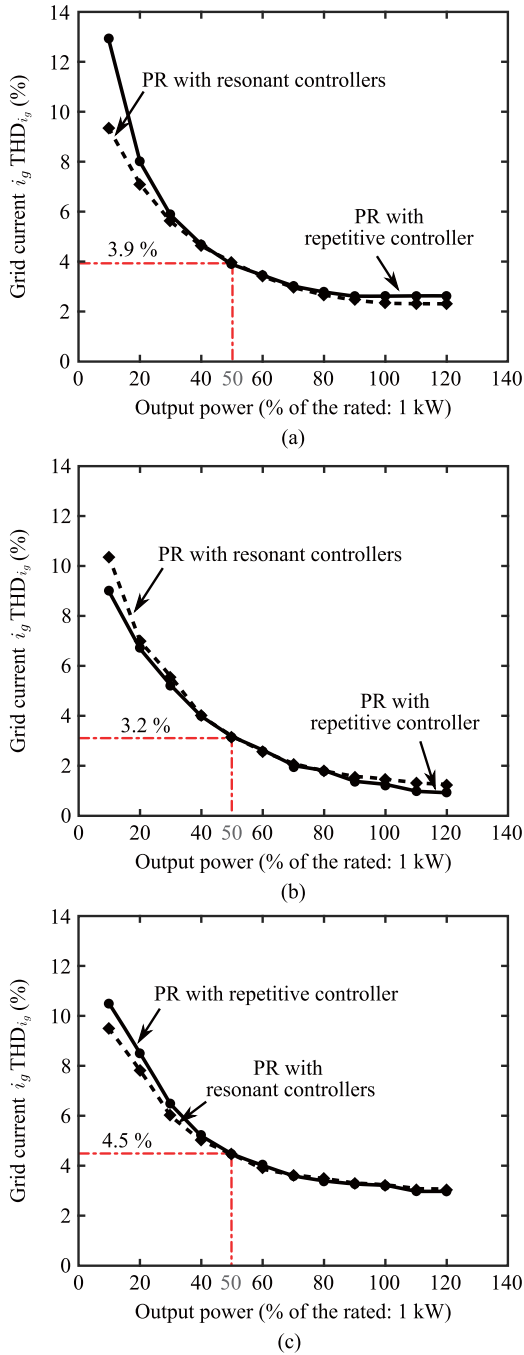 14
12
10
8
6
4
2
0
Grid current i_g THD_{i_g} (%)
PR with resonant controllers
PR with
repetitive controller
3.9 %
0 20 40 50 60 80 100 120 140
Output power (% of the rated: 1 kW)
(a)
14
12
10
8
6
4
2
0
Grid current i_g THD_{i_g} (%)
PR with resonant controllers
PR with
repetitive controller
3.2 %
0 20 40 50 60 80 100 120 140
Output power (% of the rated: 1 kW)
(b)
14
12
10
8
6
4
2
0
Grid current i_g THD_{i_g} (%)
PR with repetitive controller
PR with
resonant controllers
4.5 %
0 20 40 50 60 80 100 120 140
Output power (% of the rated: 1 kW)
(c)